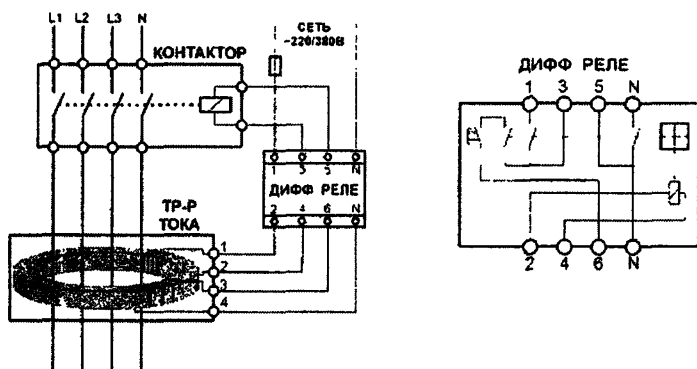 L1 L2 L3 N
СЕТЬ
~220/380В
КОНТАКТОР
1 3 5 N
ДИФФ РЕЛЕ
2 4 6 N
ТР-Р
ТОКА
1
2
3
4
ДИФФ РЕЛЕ
1 3 5 N
2 4 6 N